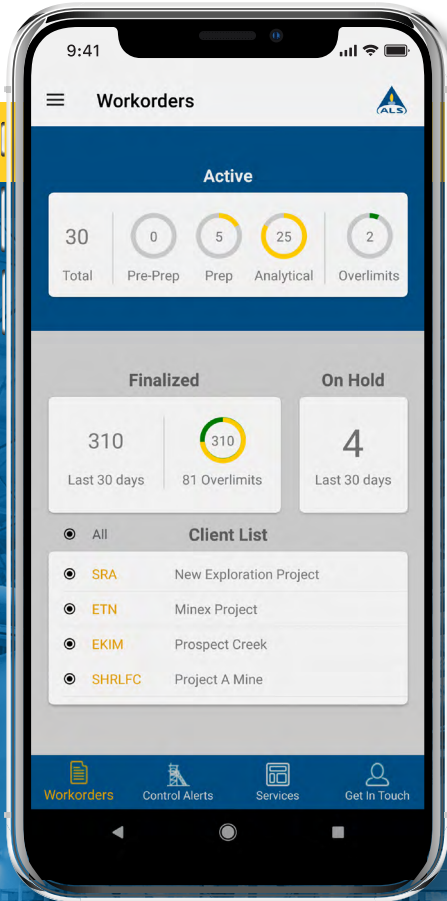 9:41
Workorders
ALS
Active
30
0
5
25
2
Total
Pre-Prep
Prep
Analytical
Overlimits
Finalized
On Hold
310
310
4
Last 30 days
81 Overlimits
Last 30 days
All
Client List
SRA New Exploration Project
ETN Minex Project
EKIM Prospect Creek
SHRLFC Project A Mine
Workorders
Control Alerts
Services
Get In Touch